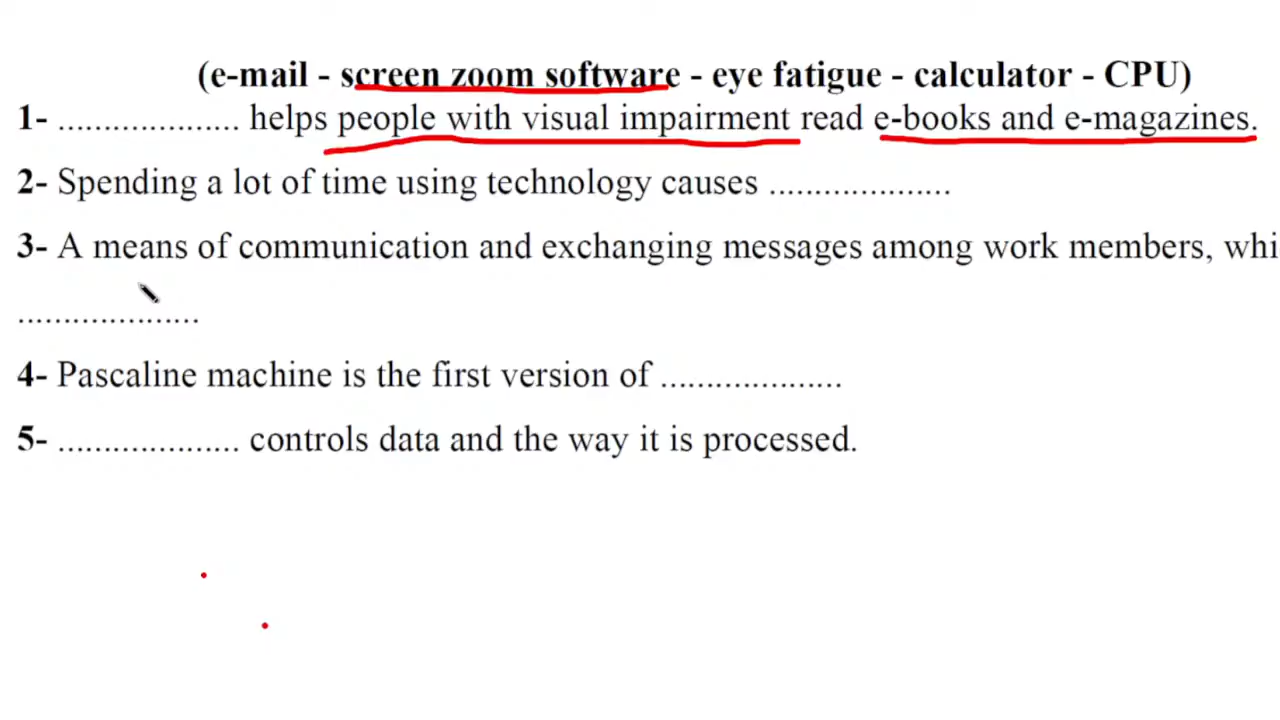 (e-mail - screen zoom software - eye fatigue - calculator - CPU)
1- .................... helps people with visual impairment read e-books and e-magazines.
2- Spending a lot of time using technology causes ....................
3- A means of communication and exchanging messages among work members, whi
....................
4- Pascaline machine is the first version of ....................
5- .................... controls data and the way it is processed.